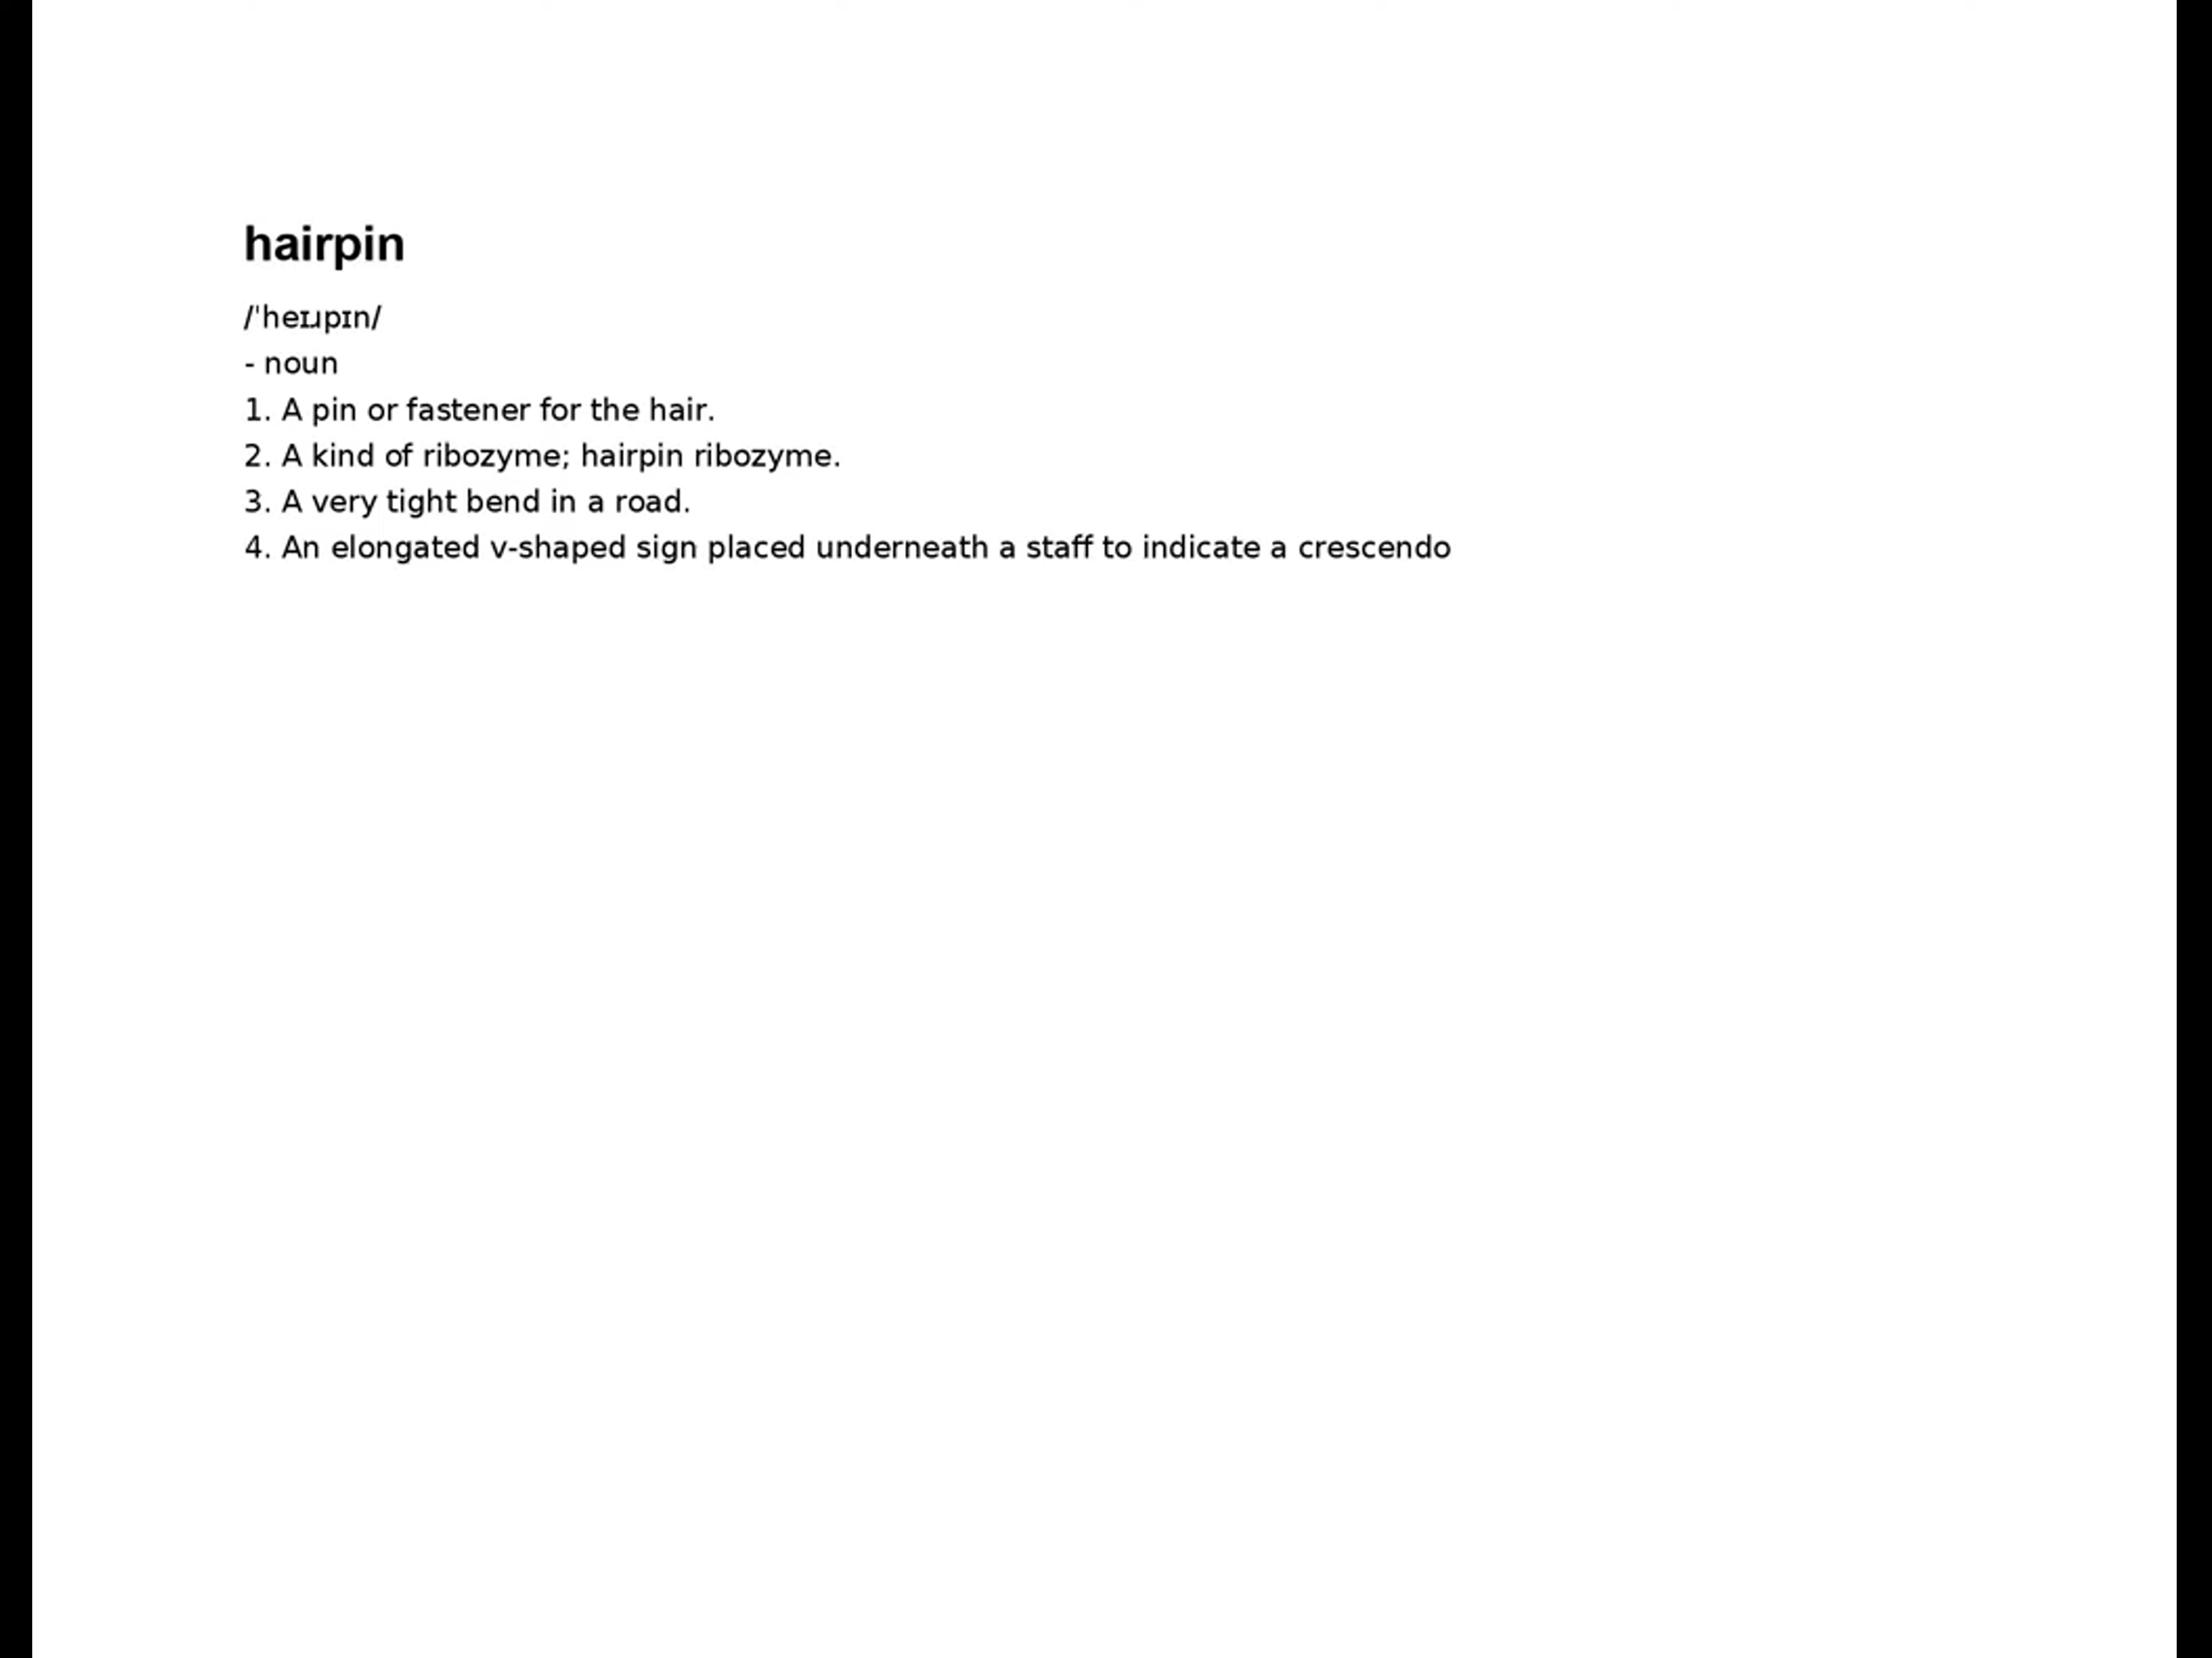 hairpin
/ˈheɪɹpɪn/
- noun
1. A pin or fastener for the hair.
2. A kind of ribozyme; hairpin ribozyme.
3. A very tight bend in a road.
4. An elongated v-shaped sign placed underneath a staff to indicate a crescendo